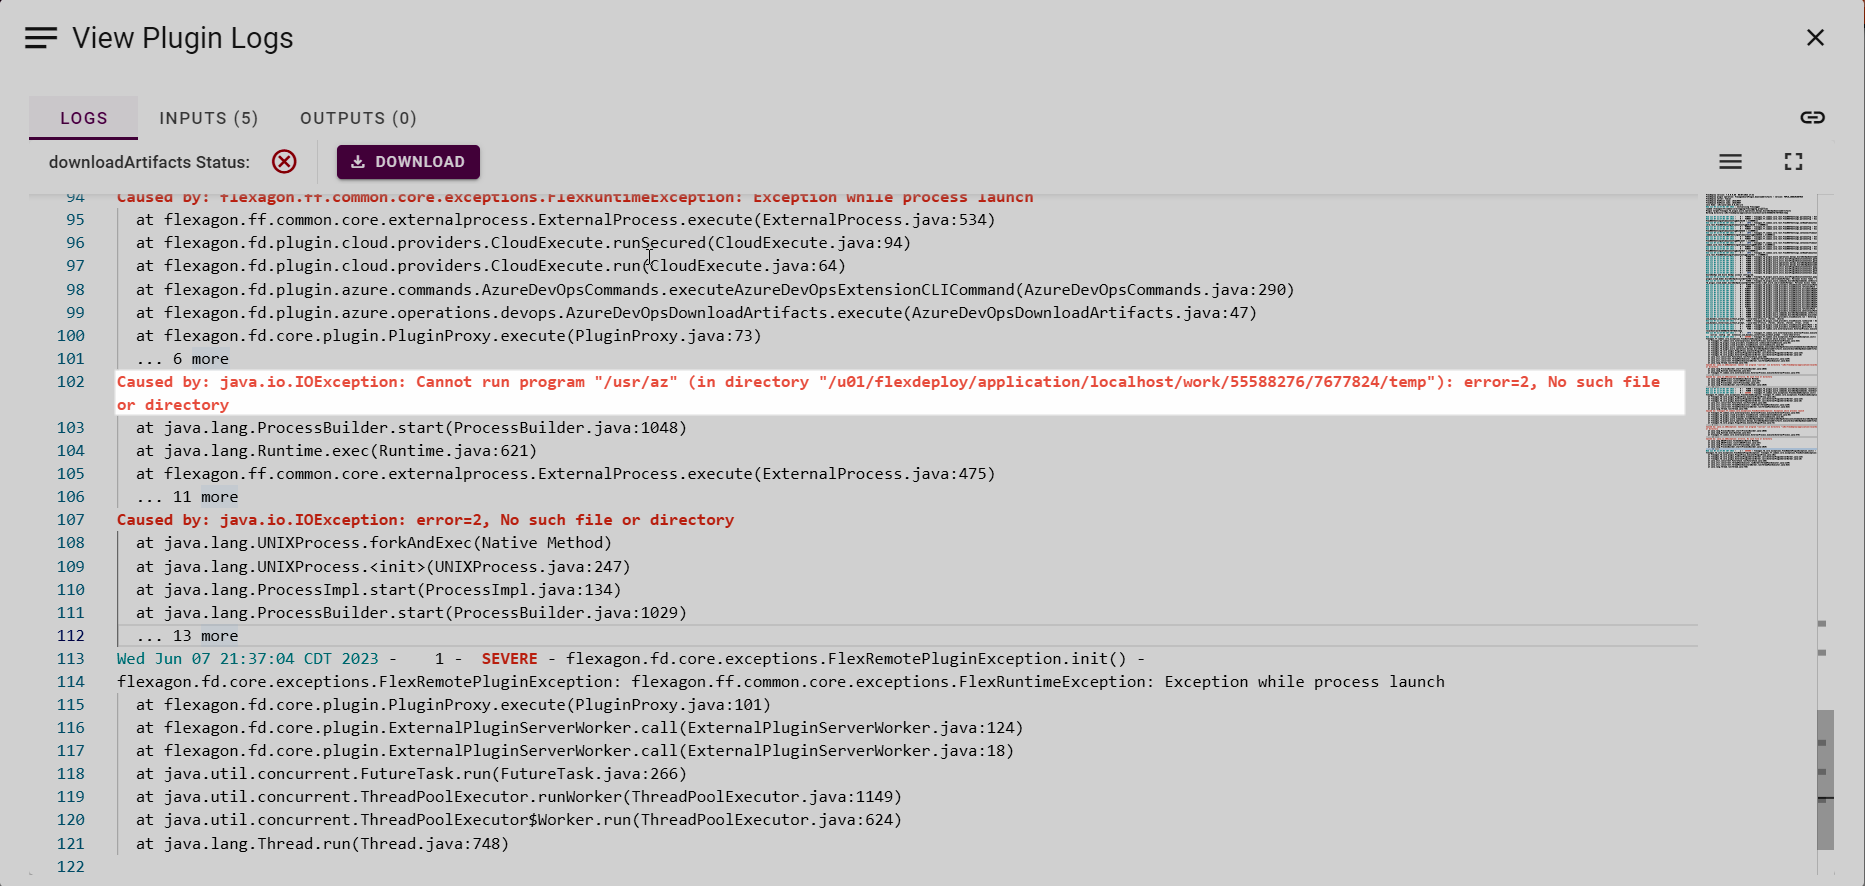 View Plugin Logs
LOGS INPUTS (5) OUTPUTS (0)
downloadArtifacts Status: DOWNLOAD
94 Caused by: flexagon.ff.common.core.exceptions.FlexRuntimeException: Exception while process launch
95 at flexagon.ff.common.core.externalprocess.ExternalProcess.execute(ExternalProcess.java:534)
96 at flexagon.fd.plugin.cloud.providers.CloudExecute.runSecured(CloudExecute.java:94)
97 at flexagon.fd.plugin.cloud.providers.CloudExecute.run(CloudExecute.java:64)
98 at flexagon.fd.plugin.azure.commands.AzureDevOpsCommands.executeAzureDevOpsExtensionCLICommand(AzureDevOpsCommands.java:290)
99 at flexagon.fd.plugin.azure.operations.devops.AzureDevOpsDownloadArtifacts.execute(AzureDevOpsDownloadArtifacts.java:47)
100 at flexagon.fd.core.plugin.PluginProxy.execute(PluginProxy.java:73)
101 ... 6 more
102 Caused by: java.io.IOException: Cannot run program "/usr/az" (in directory "/u01/flexdeploy/application/localhost/work/55588276/7677824/temp"): error=2, No such file
or directory
103 at java.lang.ProcessBuilder.start(ProcessBuilder.java:1048)
104 at java.lang.Runtime.exec(Runtime.java:621)
105 at flexagon.ff.common.core.externalprocess.ExternalProcess.execute(ExternalProcess.java:475)
106 ... 11 more
107 Caused by: java.io.IOException: error=2, No such file or directory
108 at java.lang.UNIXProcess.forkAndExec(Native Method)
109 at java.lang.UNIXProcess.<init>(UNIXProcess.java:247)
110 at java.lang.ProcessImpl.start(ProcessImpl.java:134)
111 at java.lang.ProcessBuilder.start(ProcessBuilder.java:1029)
112 ... 13 more
113 Wed Jun 07 21:37:04 CDT 2023 - 1 - SEVERE - flexagon.fd.core.exceptions.FlexRemotePluginException.init() -
114 flexagon.fd.core.exceptions.FlexRemotePluginException: flexagon.ff.common.core.exceptions.FlexRuntimeException: Exception while process launch
115 at flexagon.fd.core.plugin.PluginProxy.execute(PluginProxy.java:101)
116 at flexagon.fd.core.plugin.ExternalPluginServerWorker.call(ExternalPluginServerWorker.java:124)
117 at flexagon.fd.core.plugin.ExternalPluginServerWorker.call(ExternalPluginServerWorker.java:18)
118 at java.util.concurrent.FutureTask.run(FutureTask.java:266)
119 at java.util.concurrent.ThreadPoolExecutor.runWorker(ThreadPoolExecutor.java:1149)
120 at java.util.concurrent.ThreadPoolExecutor$Worker.run(ThreadPoolExecutor.java:624)
121 at java.lang.Thread.run(Thread.java:748)
122